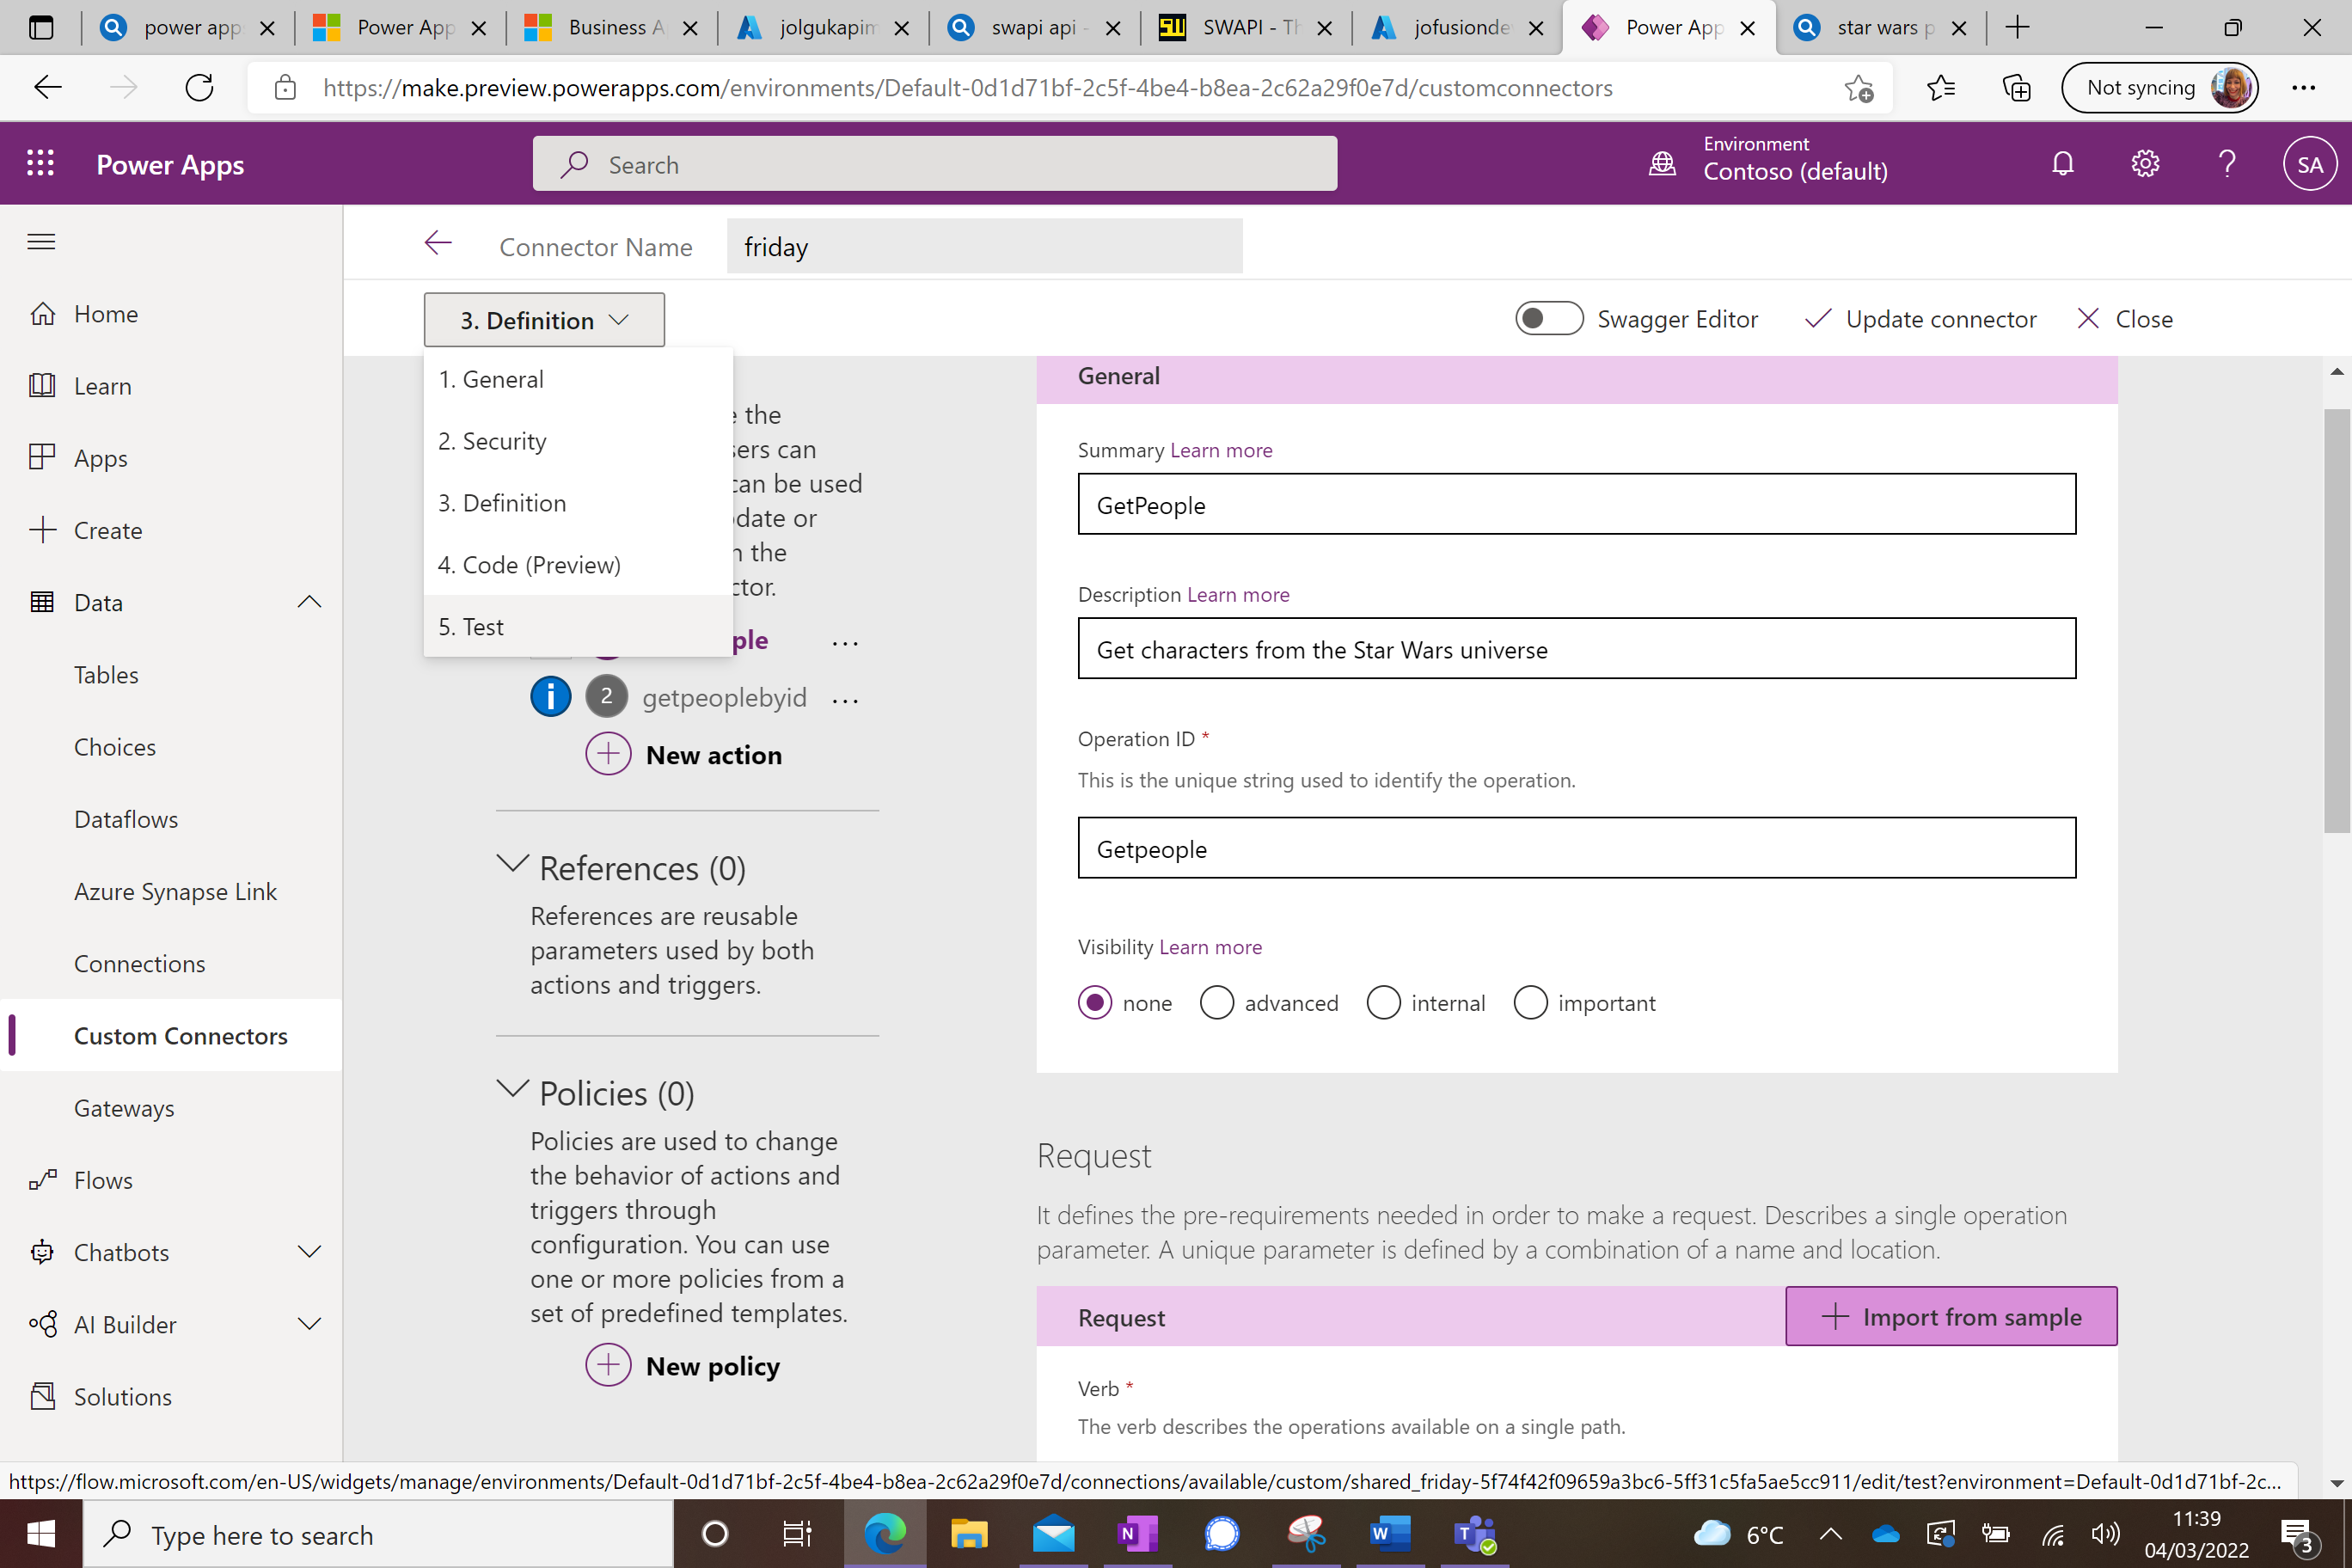 power app
Power App
Business A
jolgukapim
swapi api -
SWAPI - Th
jofusionde
Power App
star wars p
https://make.preview.powerapps.com/environments/Default-0d1d71bf-2c5f-4be4-b8ea-2c62a29f0e7d/customconnectors
Not syncing
Power Apps
Search
Environment
Contoso (default)
SA
Connector Name
friday
3. Definition
Swagger Editor
Update connector
Close
Home
Learn
Apps
Create
Data
Tables
Choices
Dataflows
Azure Synapse Link
Connections
Custom Connectors
Gateways
Flows
Chatbots
AI Builder
Solutions
1. General
2. Security
3. Definition
4. Code (Preview)
5. Test
the
can
can be used
date or
the
ctor.
ple
2 getpeoplebyid
New action
References (0)
References are reusable
parameters used by both
actions and triggers.
Policies (0)
Policies are used to change
the behavior of actions and
triggers through
configuration. You can use
one or more policies from a
set of predefined templates.
New policy
General
Summary Learn more
GetPeople
Description Learn more
Get characters from the Star Wars universe
Operation ID *
This is the unique string used to identify the operation.
Getpeople
Visibility Learn more
none
advanced
internal
important
Request
It defines the pre-requirements needed in order to make a request. Describes a single operation
parameter. A unique parameter is defined by a combination of a name and location.
Request
Import from sample
Verb *
The verb describes the operations available on a single path.
https://flow.microsoft.com/en-US/widgets/manage/environments/Default-0d1d71bf-2c5f-4be4-b8ea-2c62a29f0e7d/connections/available/custom/shared_friday-5f74f42f09659a3bc6-5ff31c5fa5ae5cc911/edit/test?environment=Default-0d1d71bf-2c...
Type here to search
6°C
11:39
04/03/2022
3